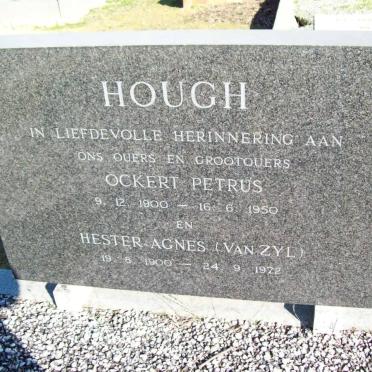 HOUGH
IN LIEFDEVOLLE HERINNERING AAN
ONS OUERS EN GROOTOUERS
OCKERT PETRUS
9. 12. 1900 — 16. 6. 1950
EN
HESTER AGNES (VAN ZYL)
19. 8. 1900 — 24. 9. 1972